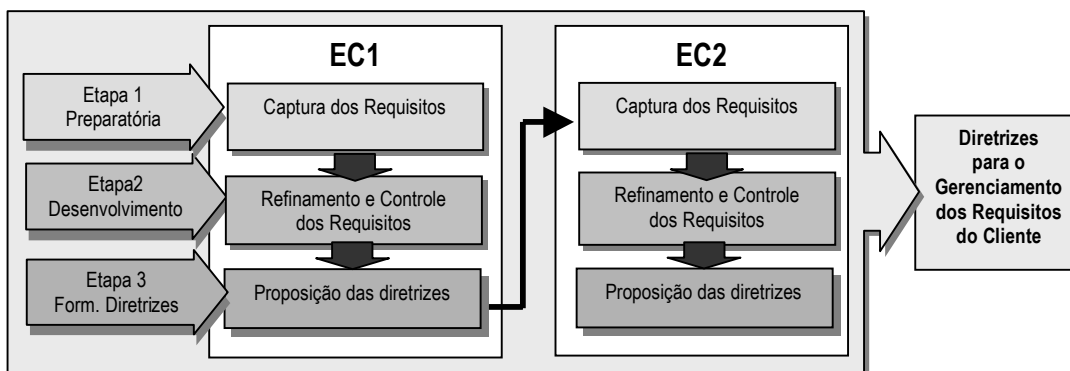 EC1
EC2
Etapa 1
Preparatória
Captura dos Requisitos
Captura dos Requisitos
Etapa2
Desenvolvimento
Refinamento e Controle
dos Requisitos
Refinamento e Controle
dos Requisitos
Etapa 3
Form. Diretrizes
Proposição das diretrizes
Proposição das diretrizes
Diretrizes
para o
Gerenciamento
dos Requisitos
do Cliente